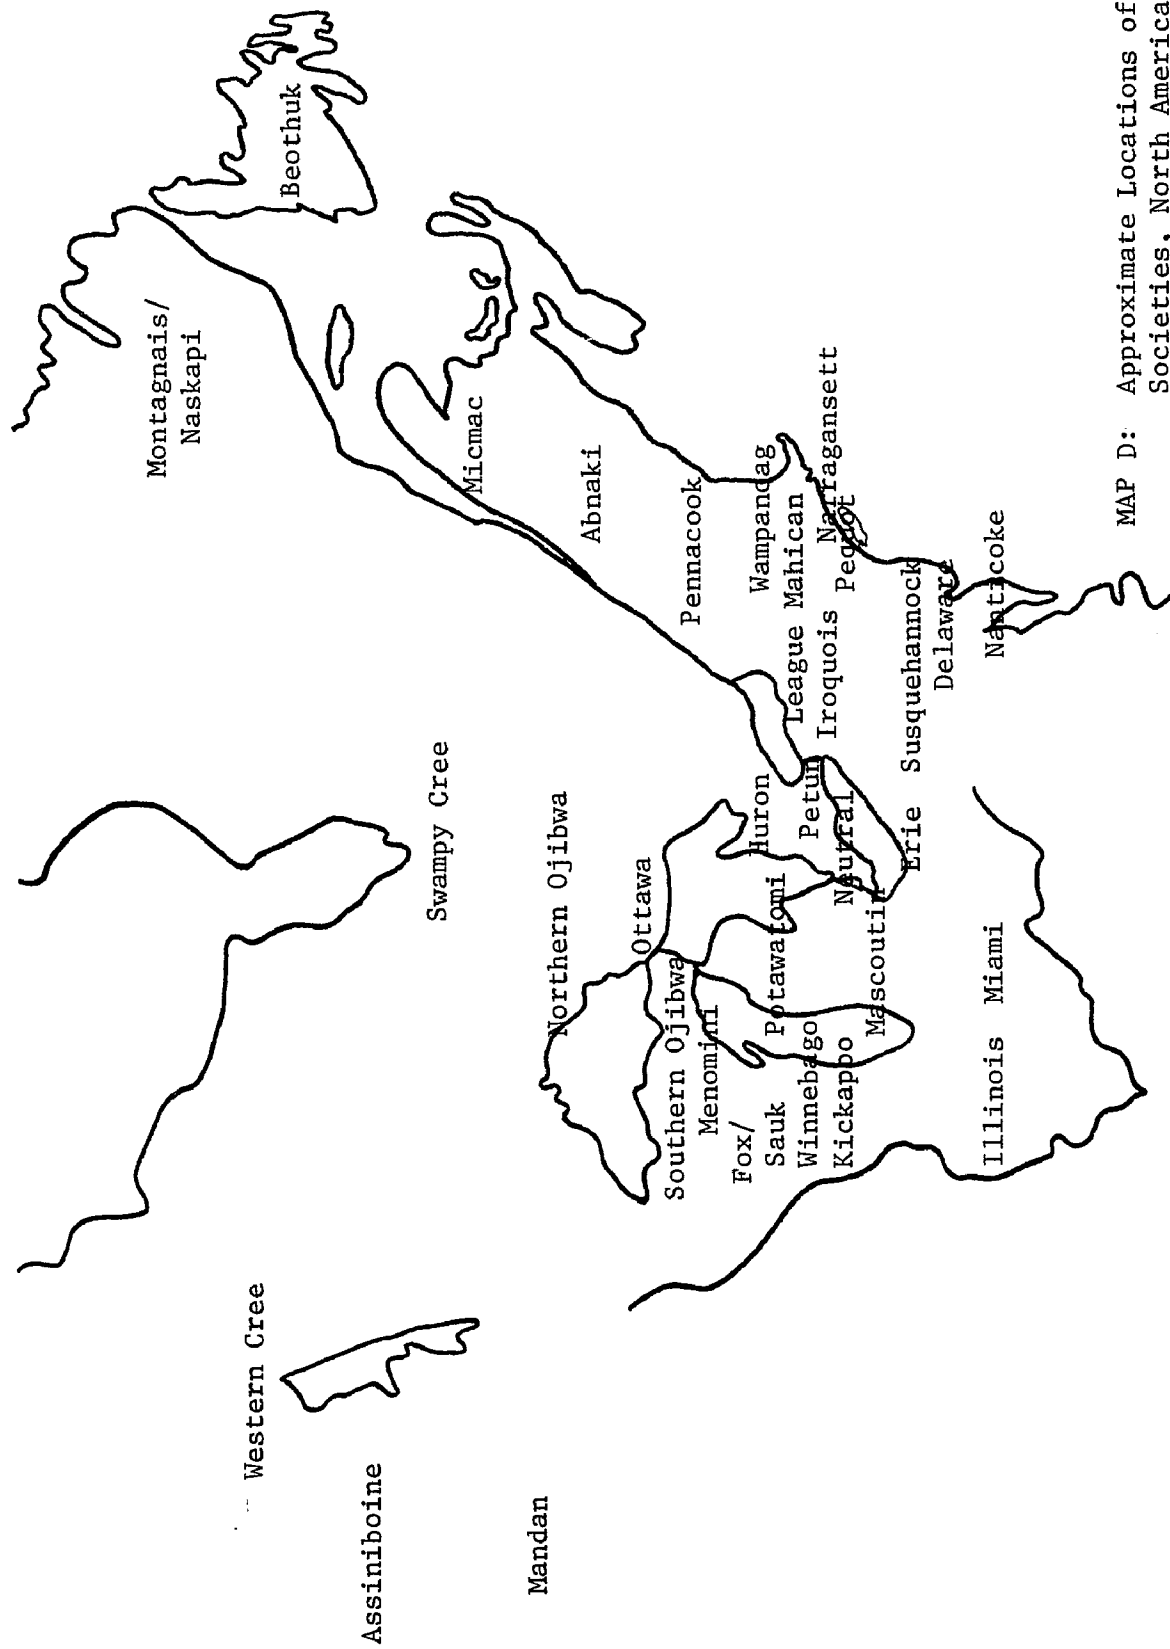 Montagnais/
Naskapi
Beothuk
Western Cree
Assiniboine
Swampy Cree
Micmac
Mandan
Northern Ojibwa
Abnaki
Ottawa
Southern Ojibwa
Pennacook
Menomini
Fox/
Sauk
Potawatomi
Huron
Wampandag
Winnebago
League Mahican
Kickapoo
Petun
Iroquois
Narragansett
Neutral
Pequot
Mascoutin
Erie
Susquehannock
Delaware
Illinois
Miami
Nanticoke
MAP D: Approximate Locations of
Societies, North America